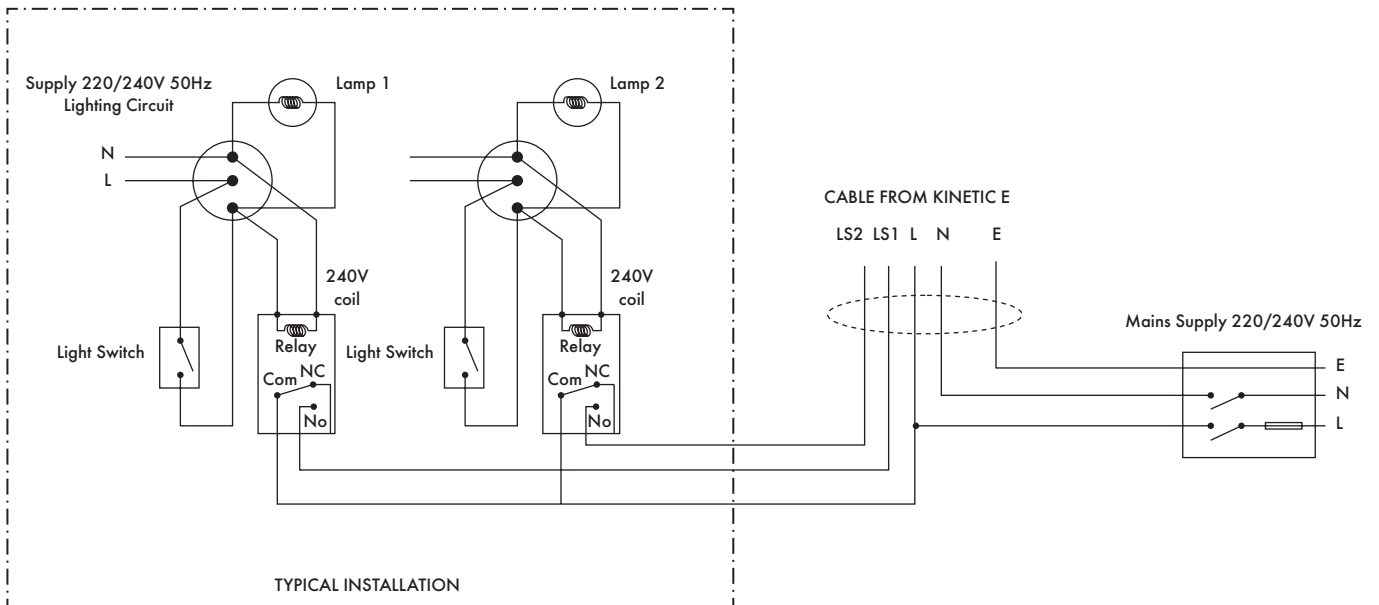 Supply 220/240V 50Hz
Lighting Circuit
Lamp 1
Lamp 2
N
L
CABLE FROM KINETIC E
LS2 LS1 L N E
240V
coil
240V
coil
Mains Supply 220/240V 50Hz
Light Switch
Relay
Light Switch
Relay
Com
NC
No
Com
NC
No
E
N
L
TYPICAL INSTALLATION